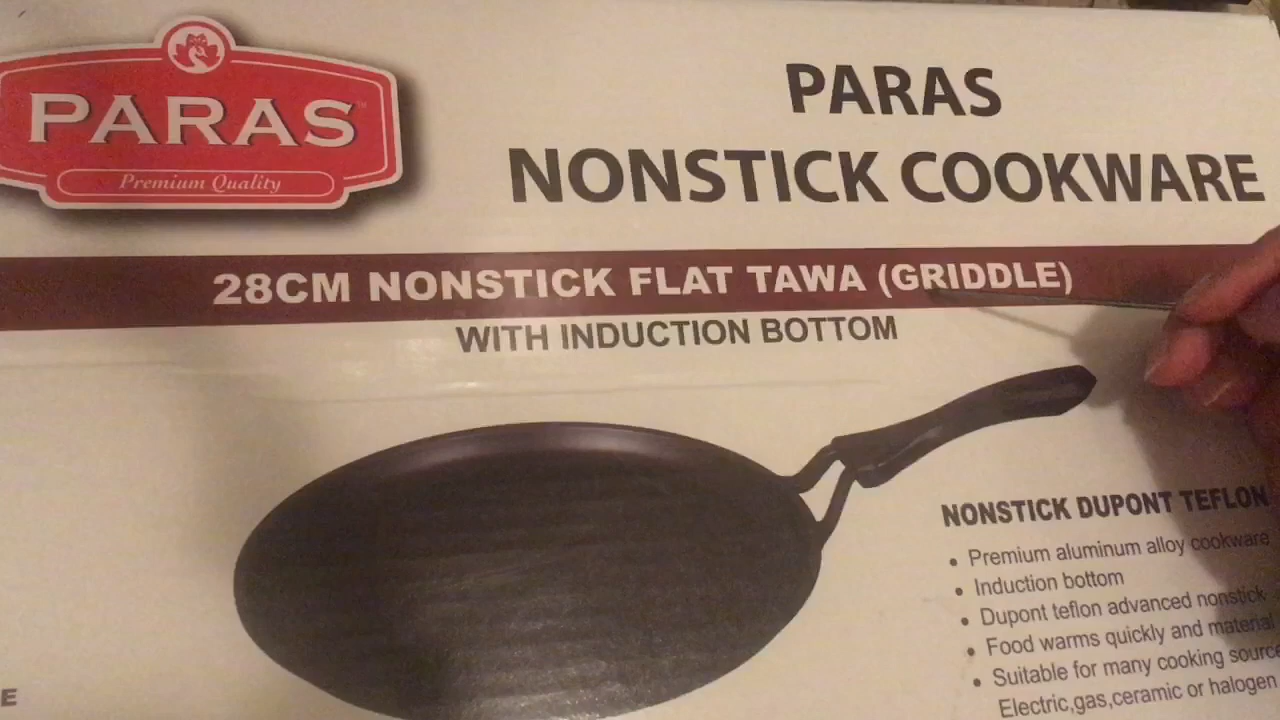 PARAS
Premium Quality
PARAS
NONSTICK COOKWARE
28CM NONSTICK FLAT TAWA (GRIDDLE)
WITH INDUCTION BOTTOM
NONSTICK DUPONT TEFLON
• Premium aluminum alloy cookware
• Induction bottom
• Dupont teflon advanced nonstick
• Food warms quickly and material
• Suitable for many cooking source
Electric,gas,ceramic or halogen
E